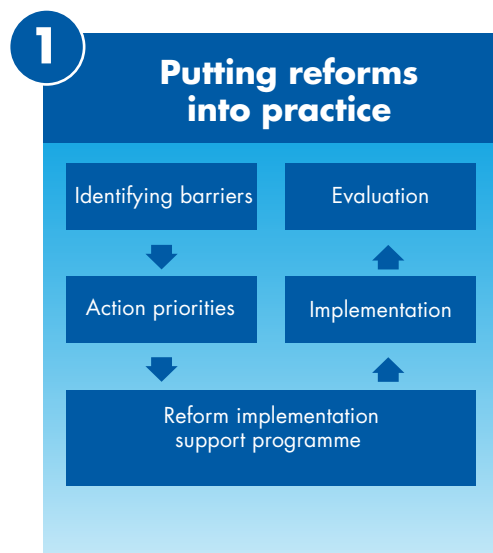 1
Putting reforms
into practice
Identifying barriers
Evaluation
Action priorities
Implementation
Reform implementation
support programme